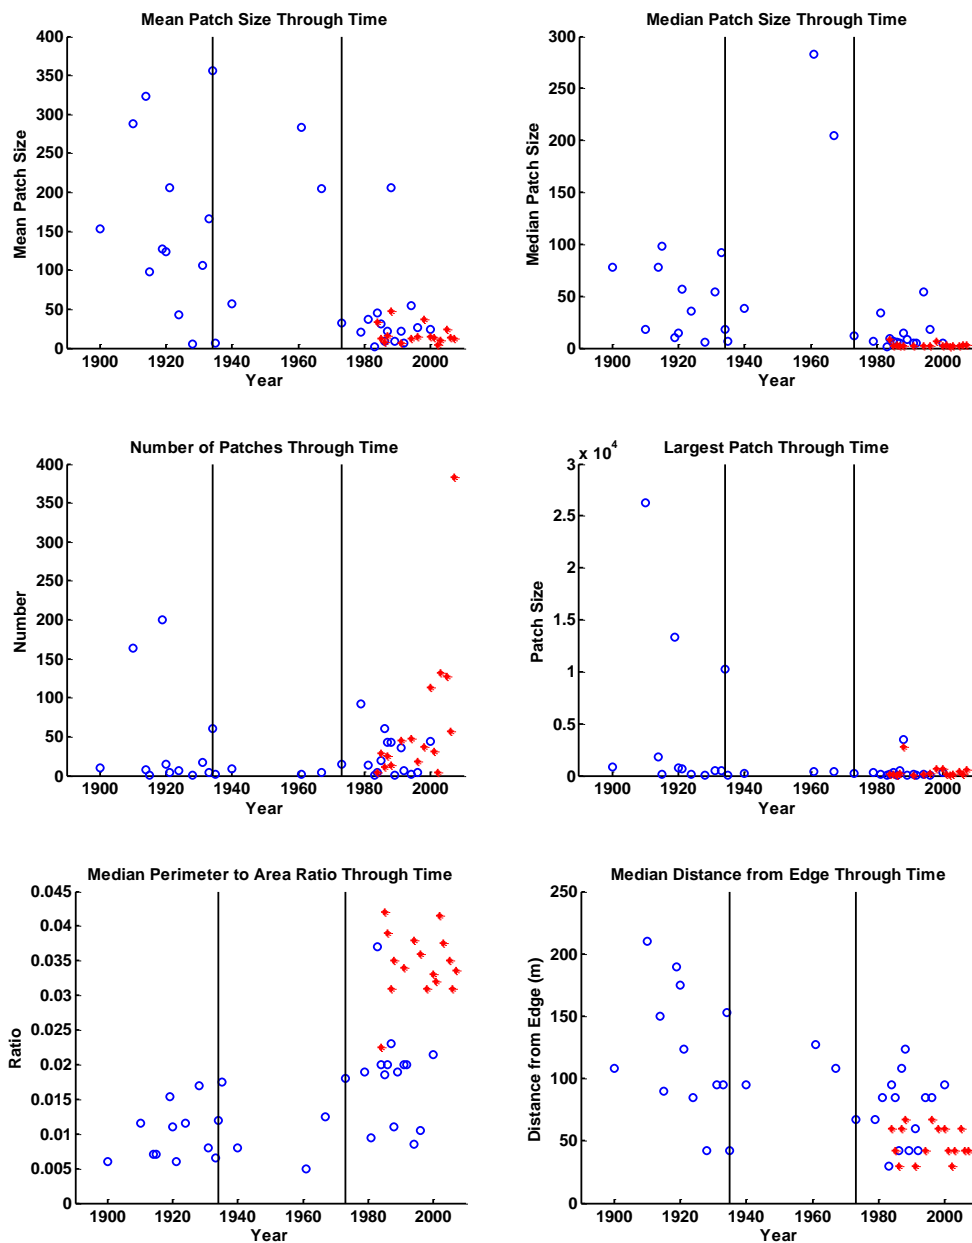 Mean Patch Size Through Time
400
350
300
250
200
150
100
50
0
Mean Patch Size
1900 1920 1940 1960 1980 2000
Year
Median Patch Size Through Time
300
250
200
150
100
50
0
Median Patch Size
1900 1920 1940 1960 1980 2000
Year
Number of Patches Through Time
400
350
300
250
200
150
100
50
0
Number
1900 1920 1940 1960 1980 2000
Year
Largest Patch Through Time
x 10^4
3
2.5
2
1.5
1
0.5
0
Patch Size
1900 1920 1940 1960 1980 2000
Year
Median Perimeter to Area Ratio Through Time
0.045
0.04
0.035
0.03
0.025
0.02
0.015
0.01
0.005
0
Ratio
1900 1920 1940 1960 1980 2000
Year
Median Distance from Edge Through Time
250
200
150
100
50
0
Distance from Edge (m)
1900 1920 1940 1960 1980 2000
Year